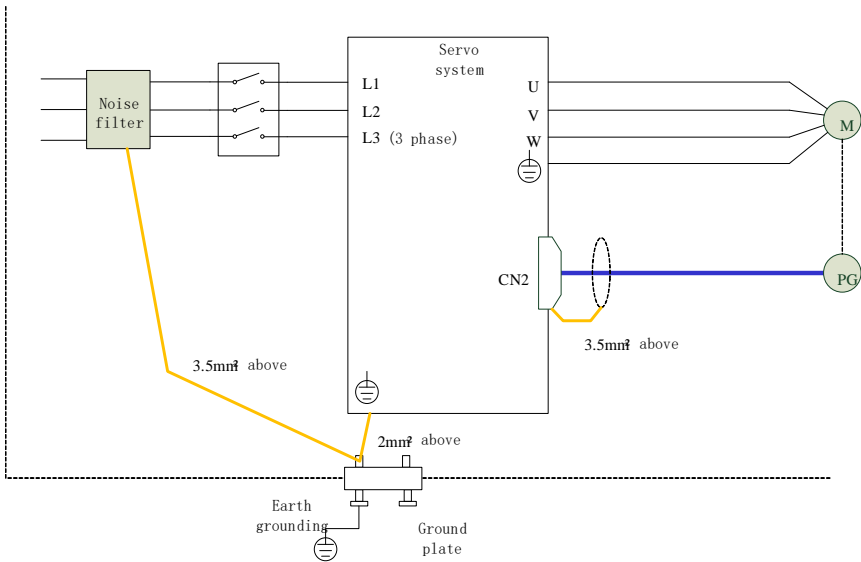 Servo
system
Noise
filter
L1
L2
L3 (3 phase)
U
V
W
M
CN2
PG
3.5mm² above
3.5mm² above
2mm² above
Earth
grounding
Ground
plate